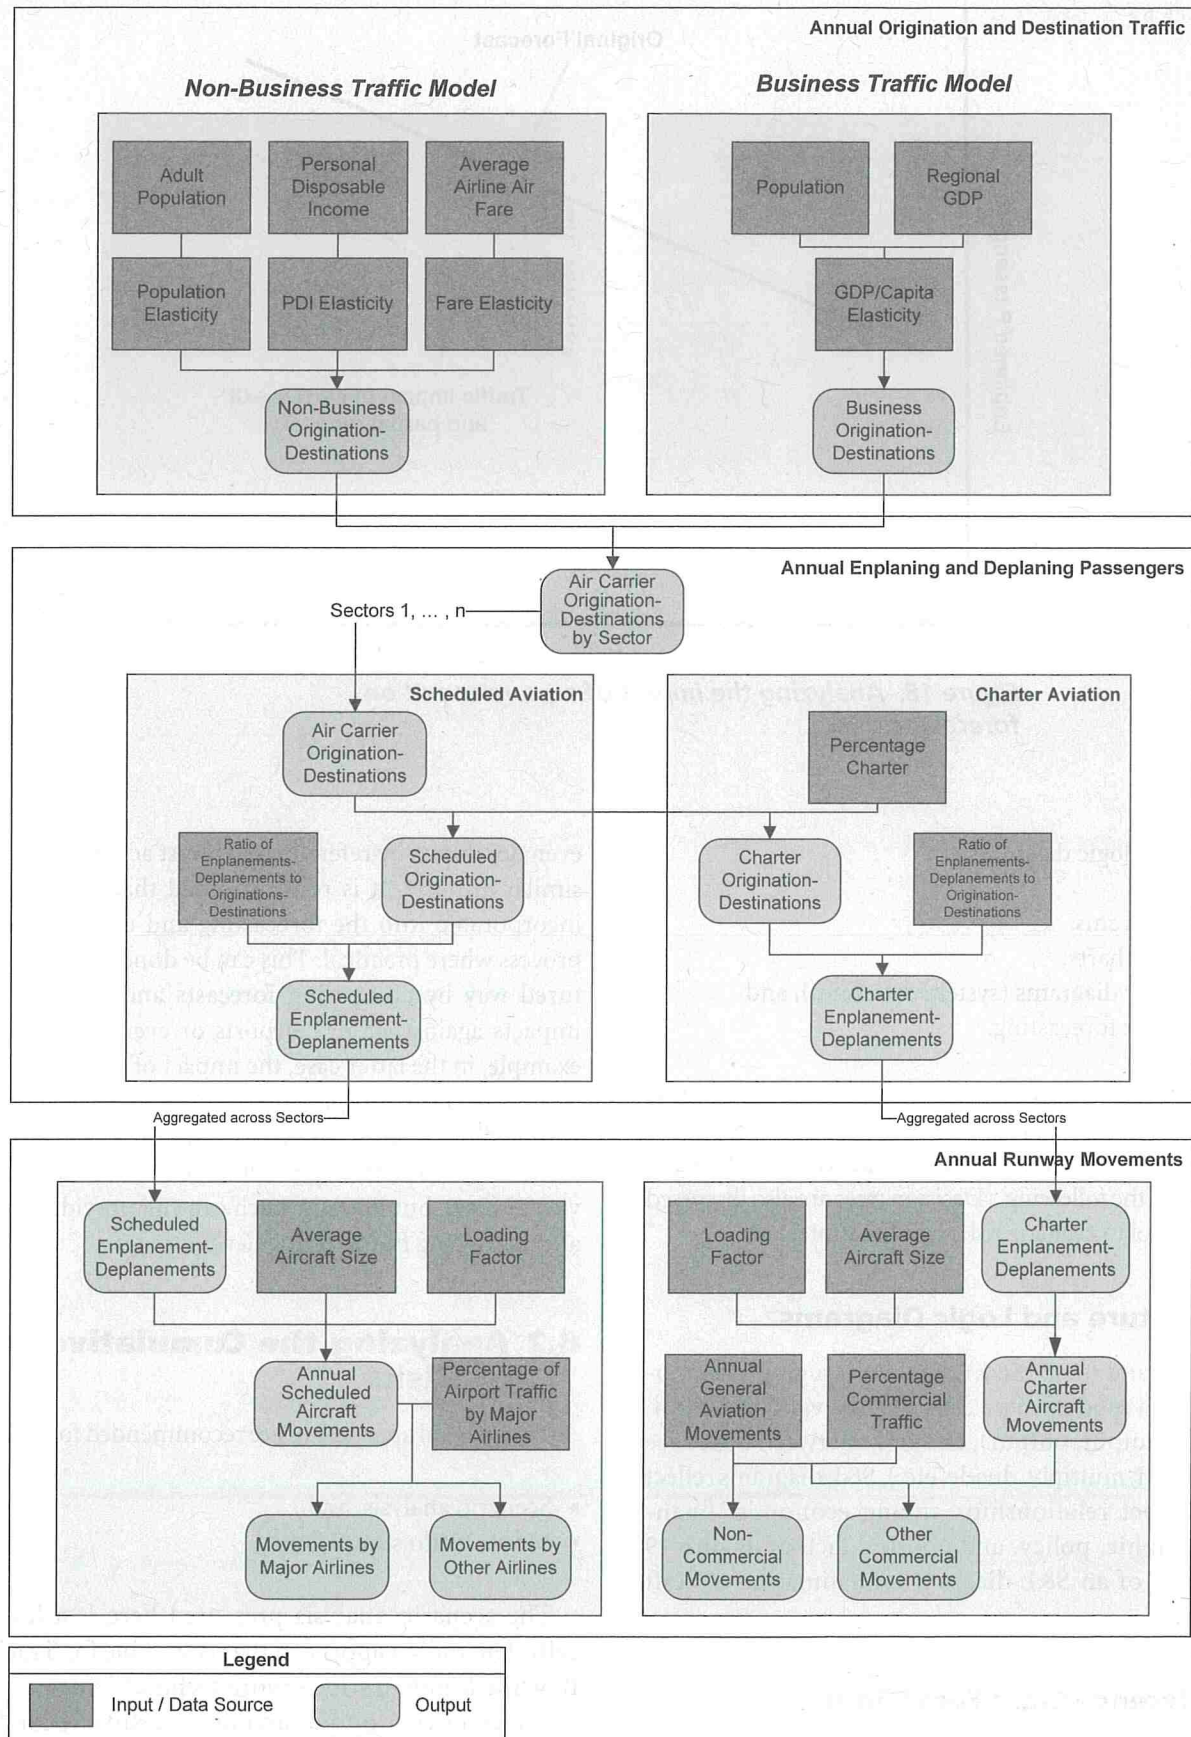 Annual Origination and Destination Traffic
Non-Business Traffic Model
Business Traffic Model
Adult
Population
Personal
Disposable
Income
Average
Airline Air
Fare
Population
Regional
GDP
Population
Elasticity
PDI Elasticity
Fare Elasticity
GDP/Capita
Elasticity
Non-Business
Origination-
Destinations
Business
Origination-
Destinations
Annual Enplaning and Deplaning Passengers
Air Carrier
Origination-
Destinations
by Sector
Sectors 1, ... , n
Scheduled Aviation
Charter Aviation
Air Carrier
Origination-
Destinations
Percentage
Charter
Ratio of
Enplanements-
Deplanements to
Originations-
Destinations
Scheduled
Origination-
Destinations
Charter
Origination-
Destinations
Ratio of
Enplanements-
Deplanements to
Origination-
Destinations
Scheduled
Enplanement-
Deplanements
Charter
Enplanement-
Deplanements
Aggregated across Sectors
Aggregated across Sectors
Annual Runway Movements
Scheduled
Enplanement-
Deplanements
Average
Aircraft Size
Loading
Factor
Loading
Factor
Average
Aircraft Size
Charter
Enplanement-
Deplanements
Annual
Scheduled
Aircraft
Movements
Percentage of
Airport Traffic
by Major
Airlines
Annual
General
Aviation
Movements
Percentage
Commercial
Traffic
Annual
Charter
Aircraft
Movements
Movements by
Major Airlines
Movements by
Other Airlines
Non-
Commercial
Movements
Other
Commercial
Movements
Legend
Input / Data Source
Output